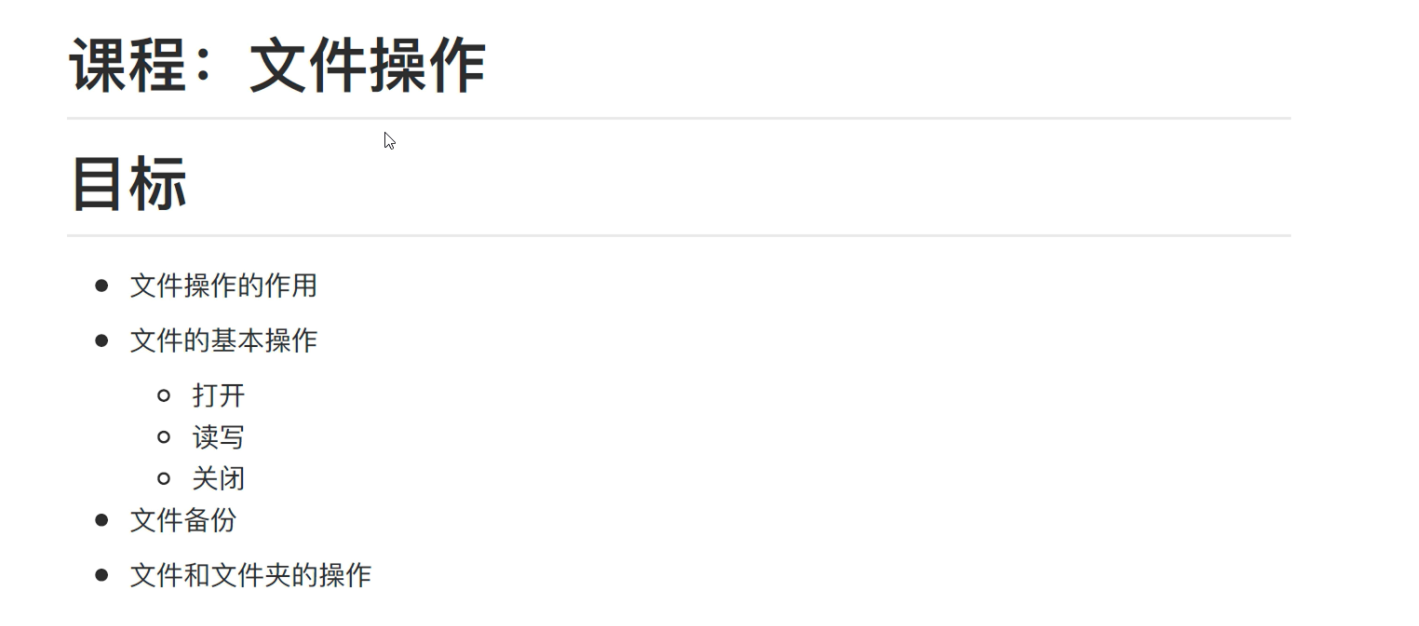 课程：文件操作
目标
文件操作的作用
文件的基本操作
打开
读写
关闭
文件备份
文件和文件夹的操作